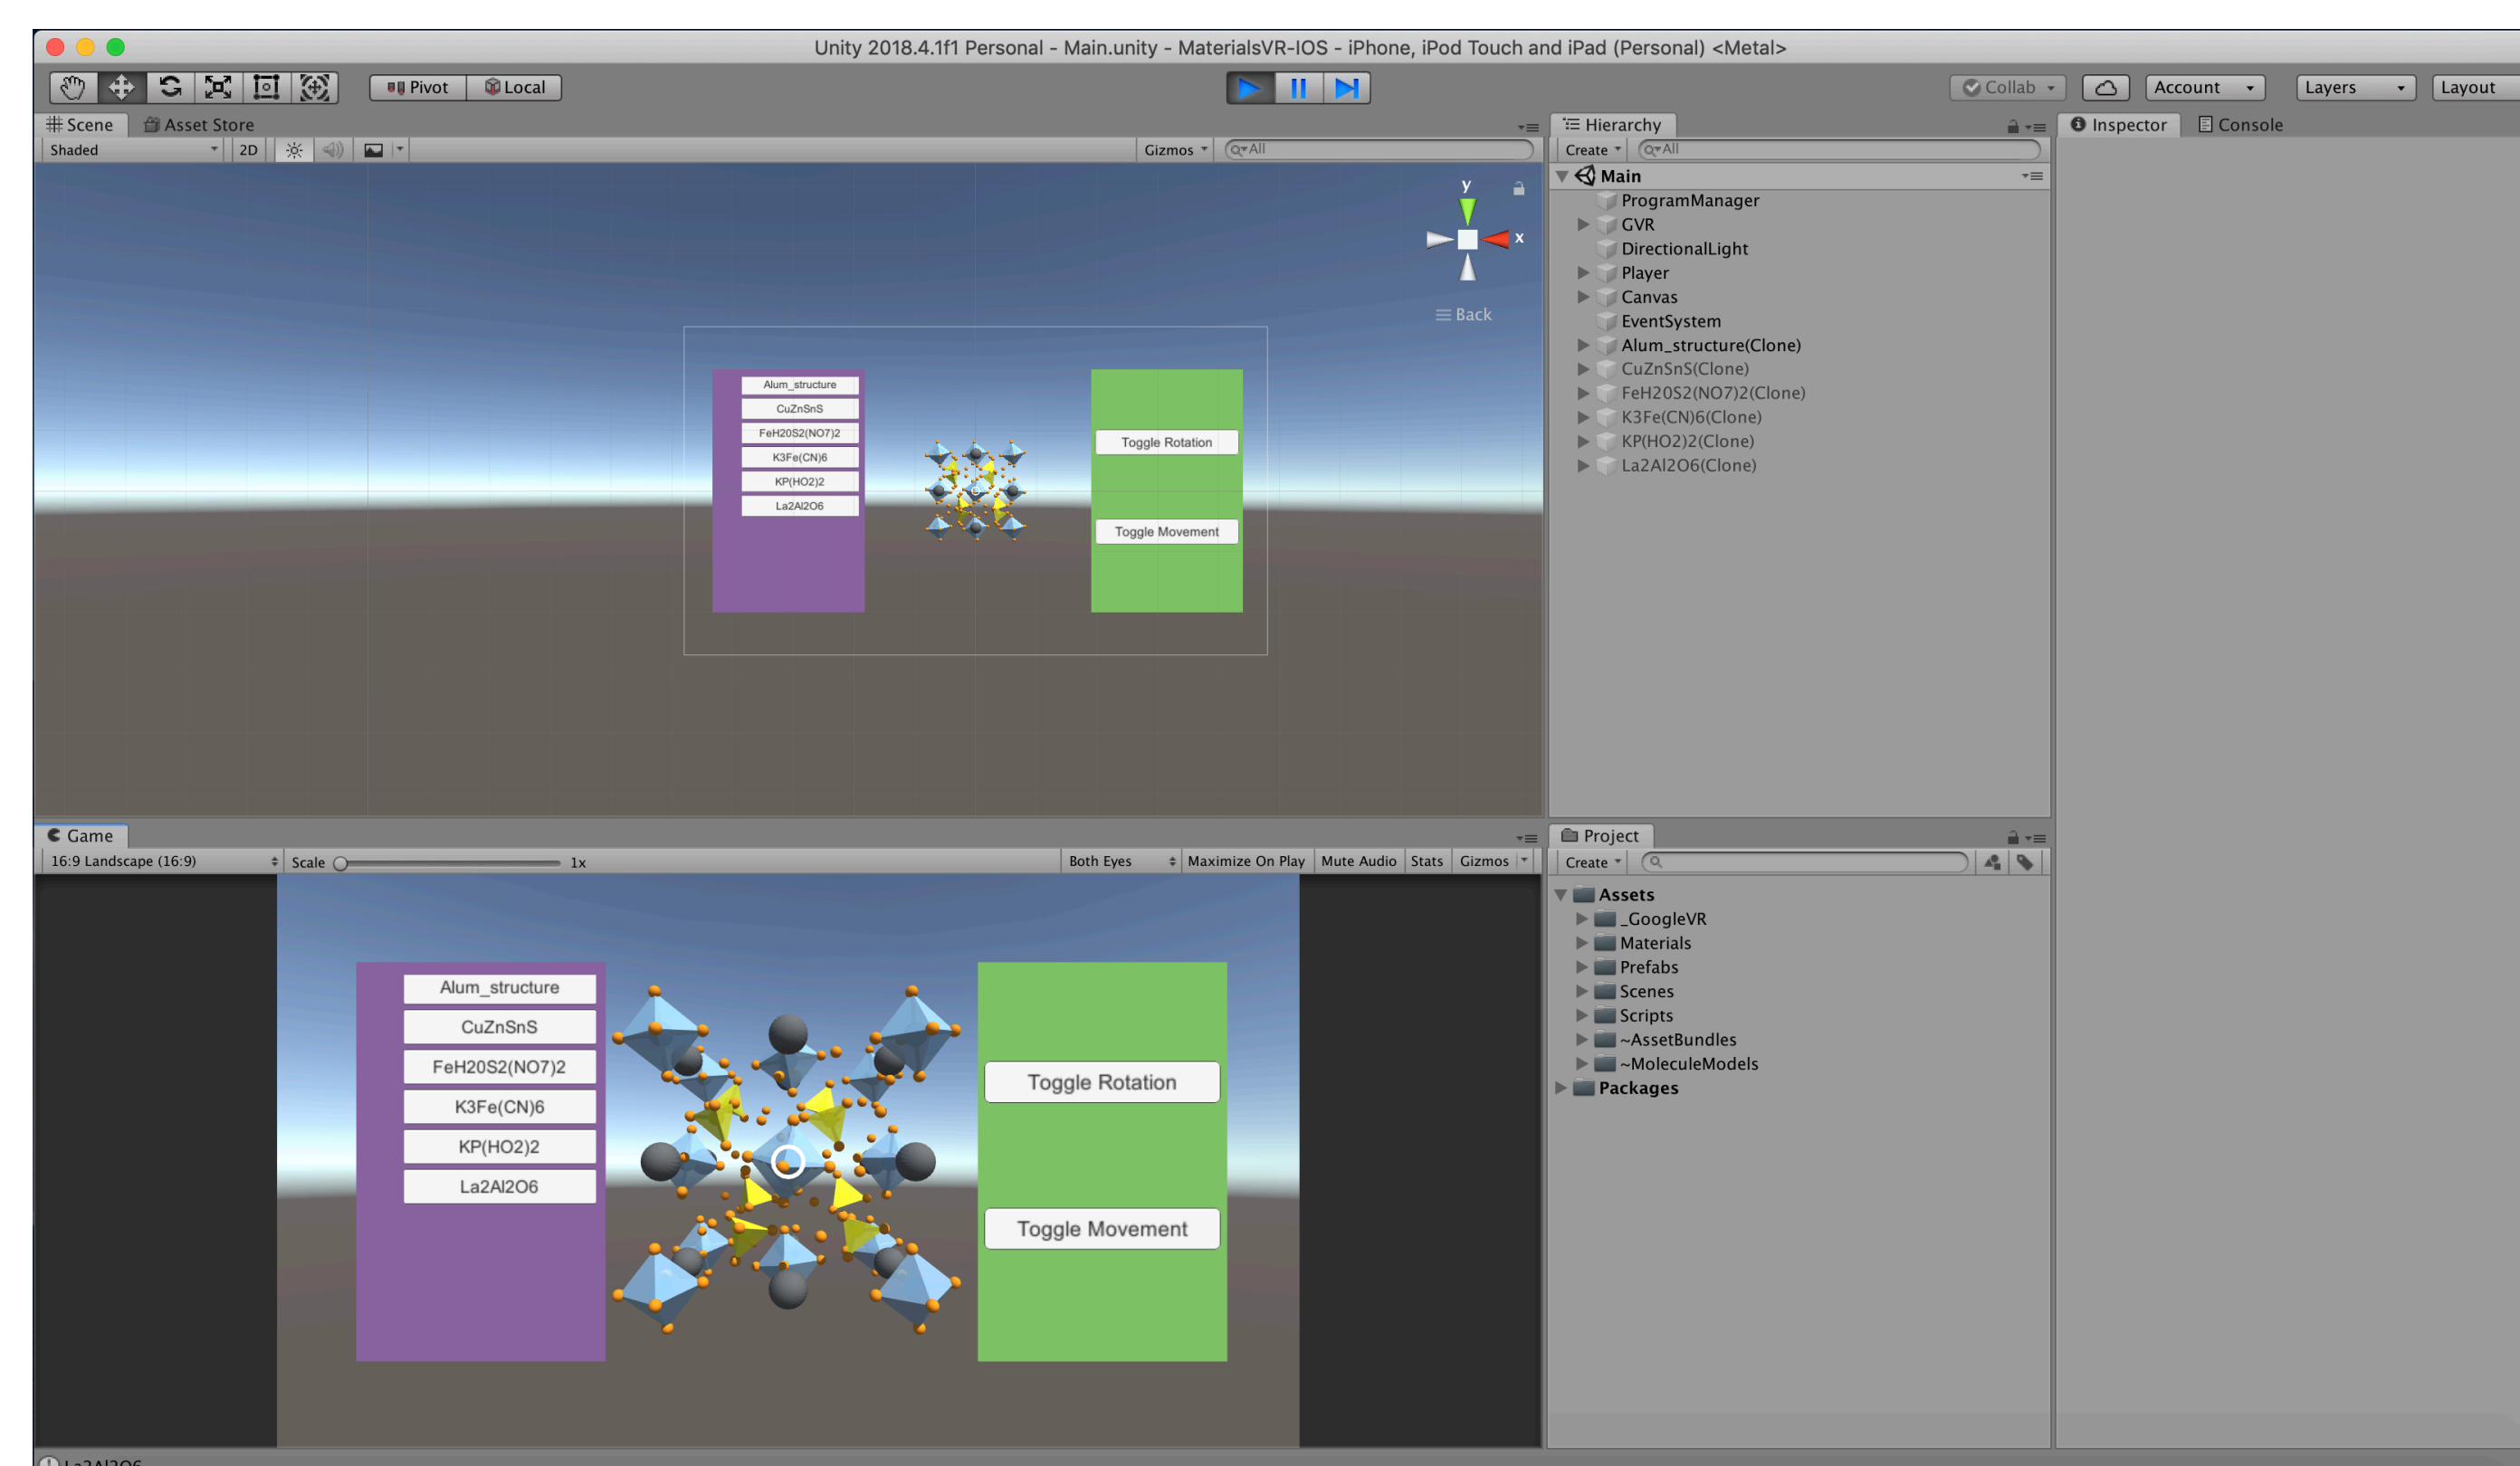 Unity 2018.4.1f1 Personal - Main.unity - MaterialsVR-IOS - iPhone, iPod Touch and iPad (Personal) <Metal>
Pivot Local Collab Account Layers Layout
Scene Asset Store
Shaded 2D Gizmos All
y
x
Back
Alum_structure
CuZnSnS
FeH20S2(NO7)2
K3Fe(CN)6
KP(HO2)2
La2Al2O6
Toggle Rotation
Toggle Movement
Hierarchy
Create All
Main
ProgramManager
GVR
DirectionalLight
Player
Canvas
EventSystem
Alum_structure(Clone)
CuZnSnS(Clone)
FeH20S2(NO7)2(Clone)
K3Fe(CN)6(Clone)
KP(HO2)2(Clone)
La2Al2O6(Clone)
Inspector Console
Game
16:9 Landscape (16:9) Scale 1x Both Eyes Maximize On Play Mute Audio Stats Gizmos
Alum_structure
CuZnSnS
FeH20S2(NO7)2
K3Fe(CN)6
KP(HO2)2
La2Al2O6
Toggle Rotation
Toggle Movement
Project
Create
Assets
_GoogleVR
Materials
Prefabs
Scenes
Scripts
~AssetBundles
~MoleculeModels
Packages
La2Al2O6